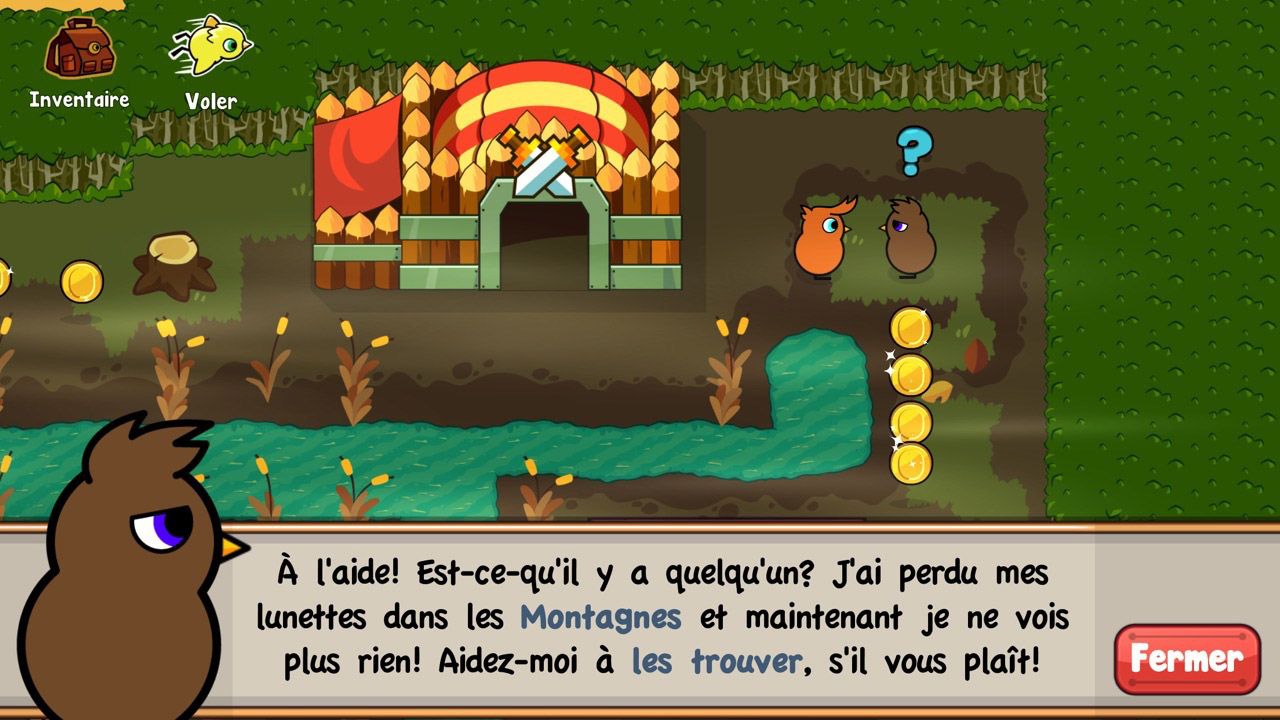 Inventaire
Voler
?
À l'aide! Est-ce-qu'il y a quelqu'un? J'ai perdu mes
lunettes dans les Montagnes et maintenant je ne vois
plus rien! Aidez-moi à les trouver, s'il vous plaît!
Fermer